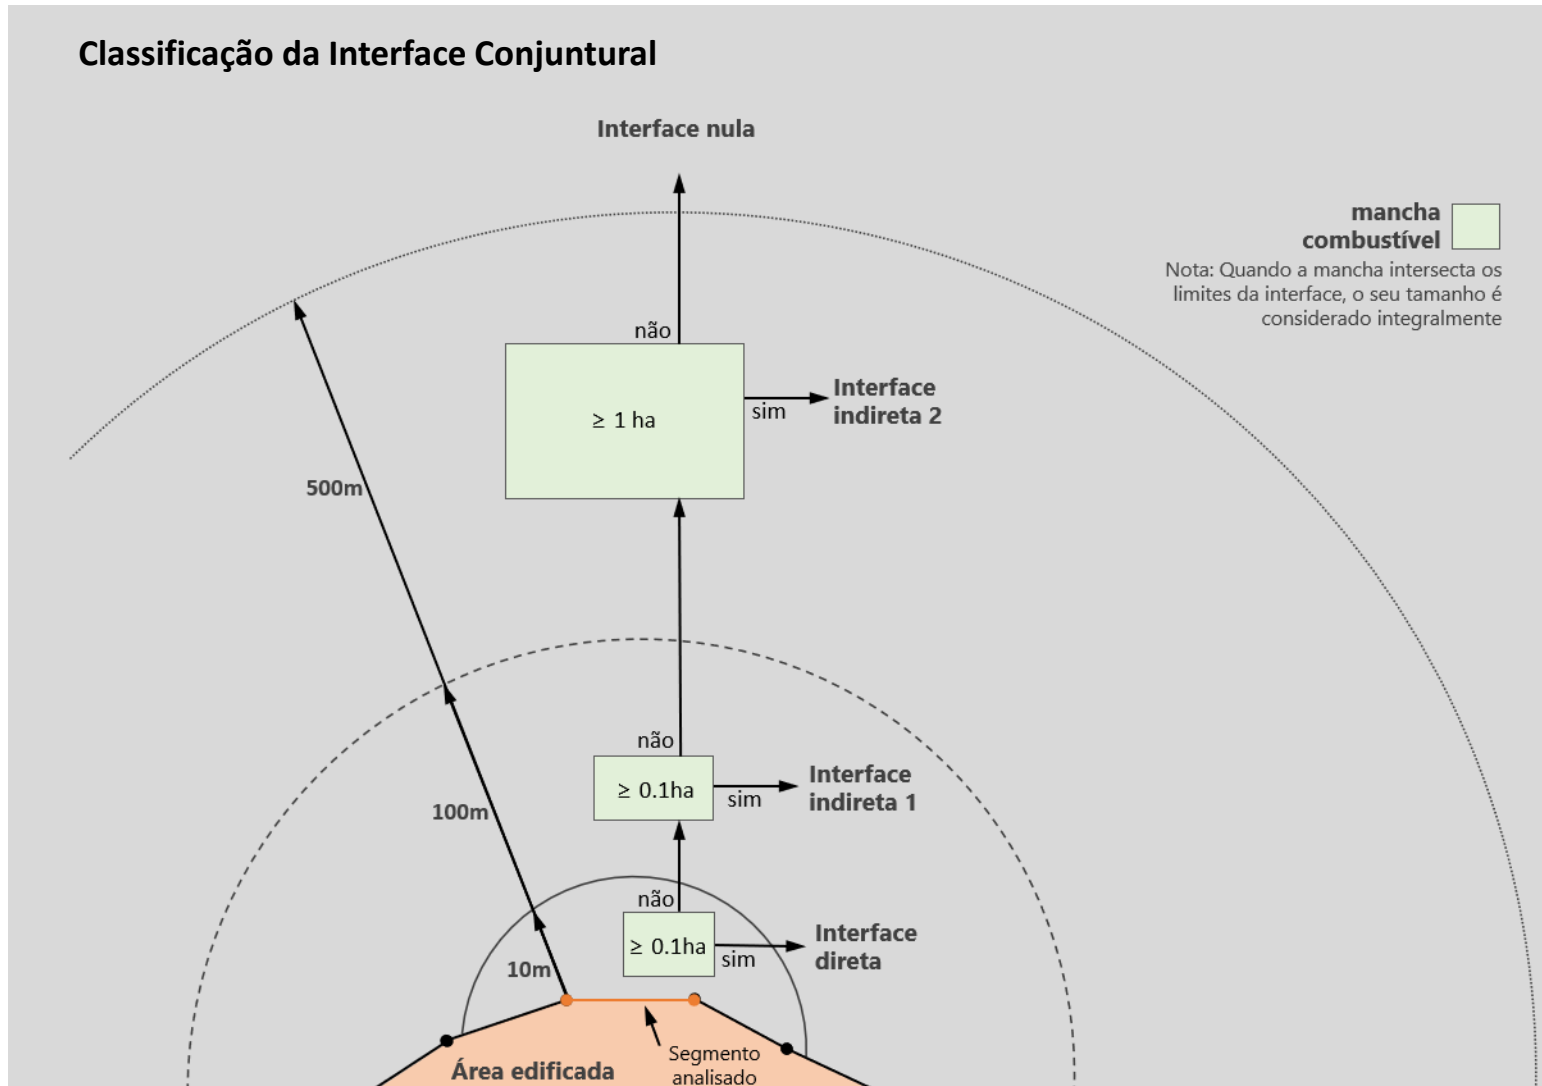 Classificação da Interface Conjuntural
Interface nula
mancha
combustível
Nota: Quando a mancha intersecta os
limites da interface, o seu tamanho é
considerado integralmente
não
≥ 1 ha
sim
Interface
indireta 2
500m
não
≥ 0.1ha
sim
Interface
indireta 1
100m
não
≥ 0.1ha
sim
Interface
direta
10m
Área edificada
Segmento
analisado